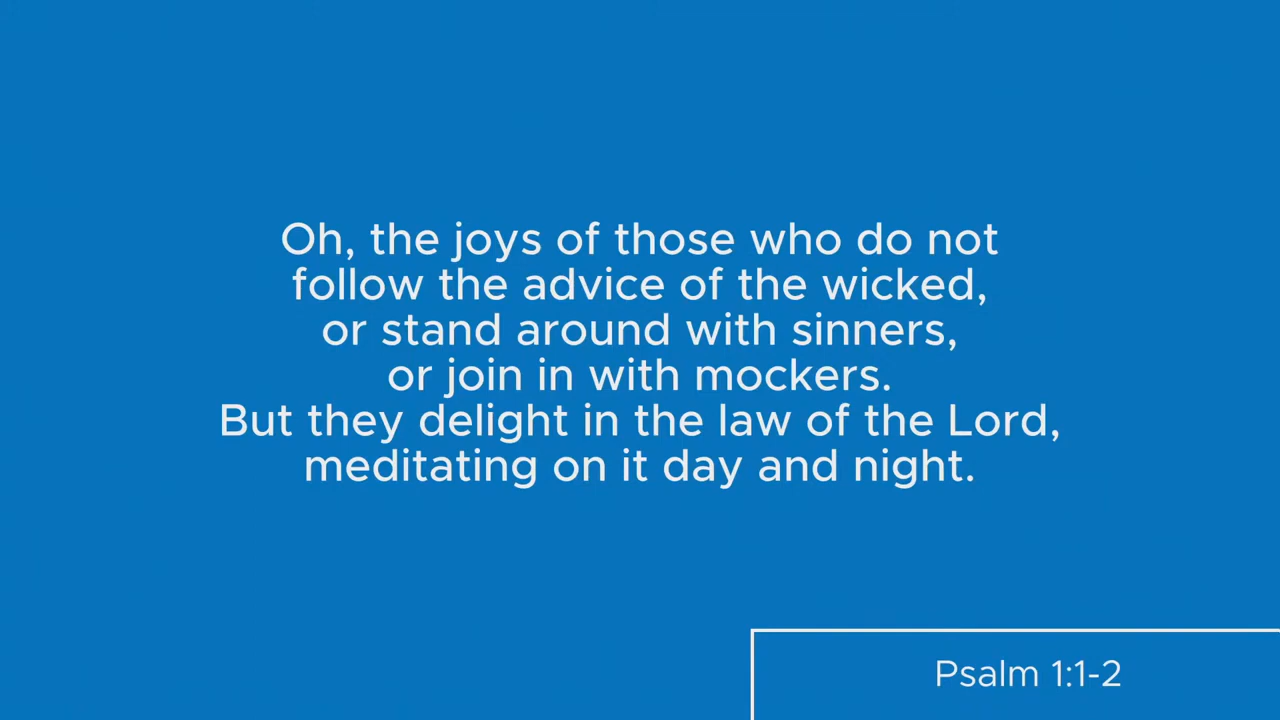 Oh, the joys of those who do not
follow the advice of the wicked,
or stand around with sinners,
or join in with mockers.
But they delight in the law of the Lord,
meditating on it day and night.
Psalm 1:1-2